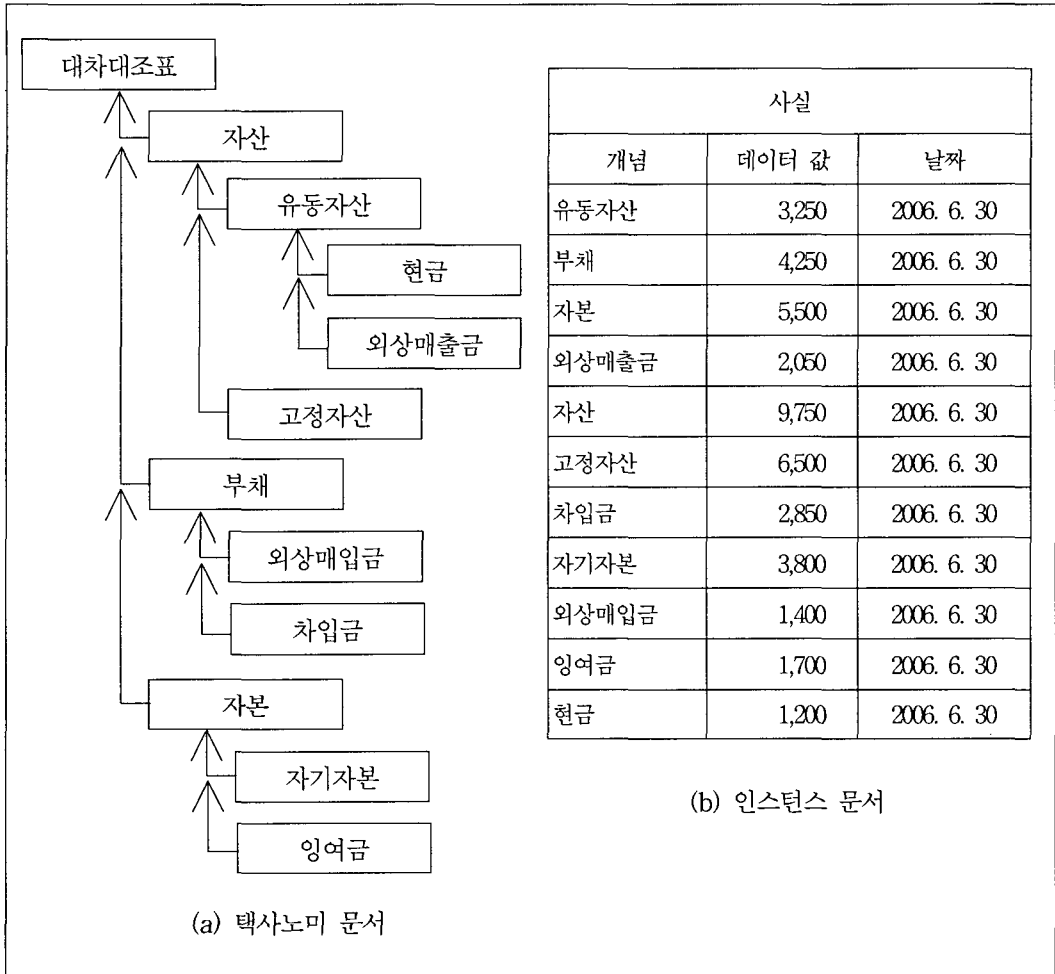 대차대조표
자산
유동자산
현금
외상매출금
고정자산
부채
외상매입금
차입금
자본
자기자본
잉여금
(a) 택사노미 문서
사실
개념 데이터 값 날짜
유동자산 3,250 2006. 6. 30
부채 4,250 2006. 6. 30
자본 5,500 2006. 6. 30
외상매출금 2,050 2006. 6. 30
자산 9,750 2006. 6. 30
고정자산 6,500 2006. 6. 30
차입금 2,850 2006. 6. 30
자기자본 3,800 2006. 6. 30
외상매입금 1,400 2006. 6. 30
잉여금 1,700 2006. 6. 30
현금 1,200 2006. 6. 30
(b) 인스턴스 문서